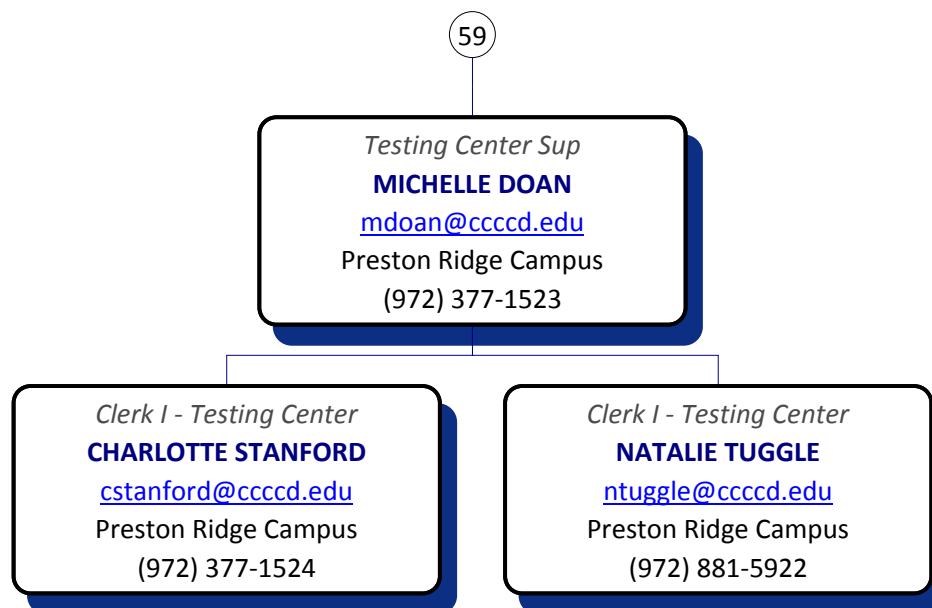 59
Testing Center Sup
MICHELLE DOAN
mdoan@ccccd.edu
Preston Ridge Campus
(972) 377-1523
Clerk I - Testing Center
CHARLOTTE STANFORD
cstanford@ccccd.edu
Preston Ridge Campus
(972) 377-1524
Clerk I - Testing Center
NATALIE TUGGLE
ntuggle@ccccd.edu
Preston Ridge Campus
(972) 881-5922